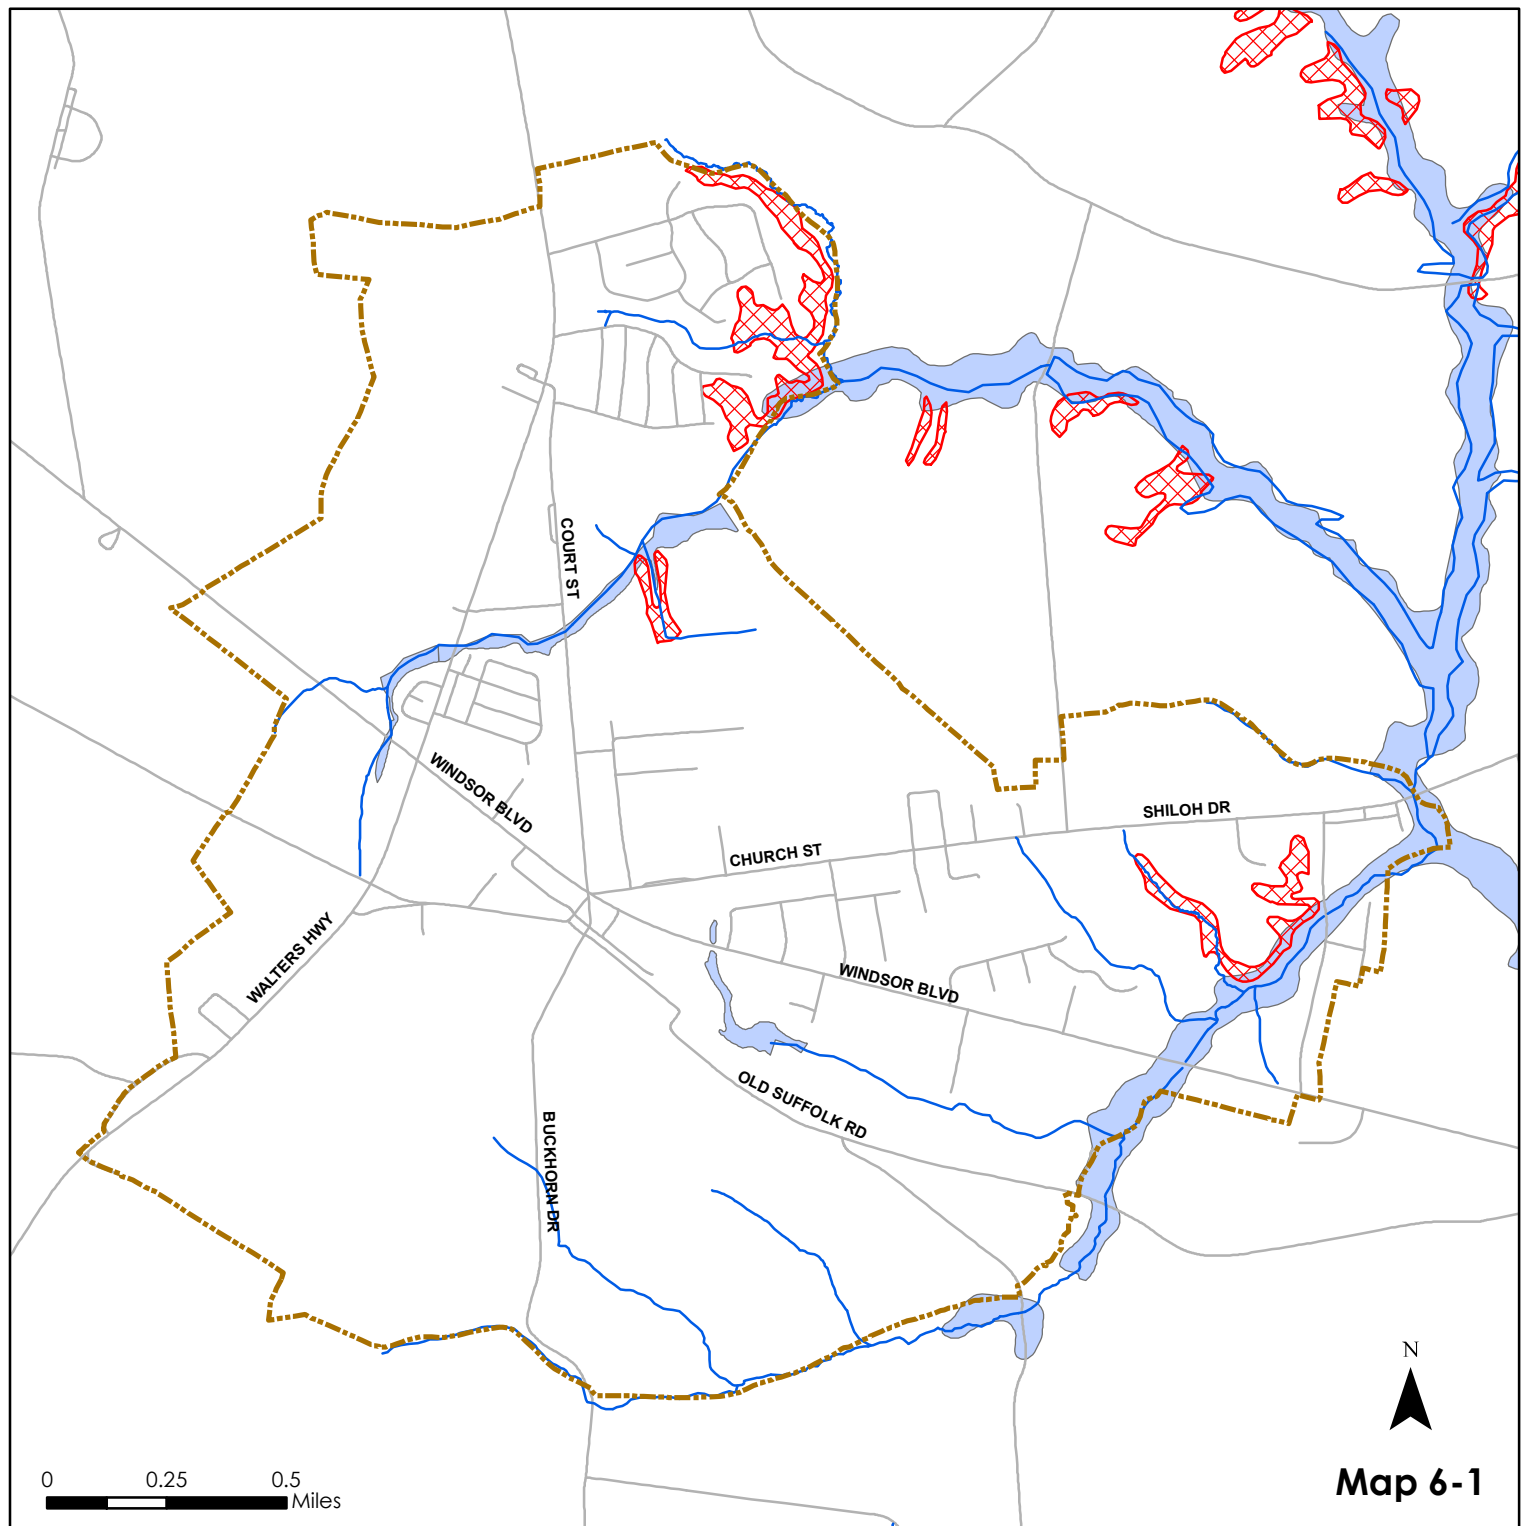 COURT ST
WINDSOR BLVD
SHILOH DR
CHURCH ST
WALTERS HWY
WINDSOR BLVD
OLD SUFFOLK RD
BUCKHORN DR
N
Map 6-1
0 0.25 0.5
Miles